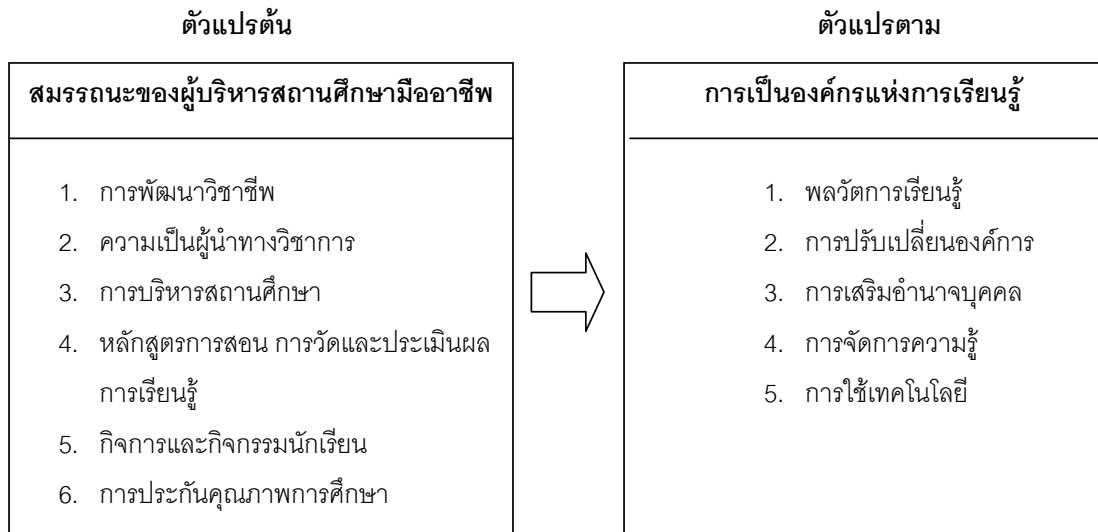 ตัวแปรต้น
สมรรถนะของผู้บริหารสถานศึกษามืออาชีพ
1. การพัฒนาวิชาชีพ
2. ความเป็นผู้นำทางวิชาการ
3. การบริหารสถานศึกษา
4. หลักสูตรการสอน การวัดและประเมินผล
การเรียนรู้
5. กิจการและกิจกรรมนักเรียน
6. การประกันคุณภาพการศึกษา
ตัวแปรตาม
การเป็นองค์กรแห่งการเรียนรู้
1. พลวัตการเรียนรู้
2. การปรับเปลี่ยนองค์การ
3. การเสริมอำนาจบุคคล
4. การจัดการความรู้
5. การใช้เทคโนโลยี